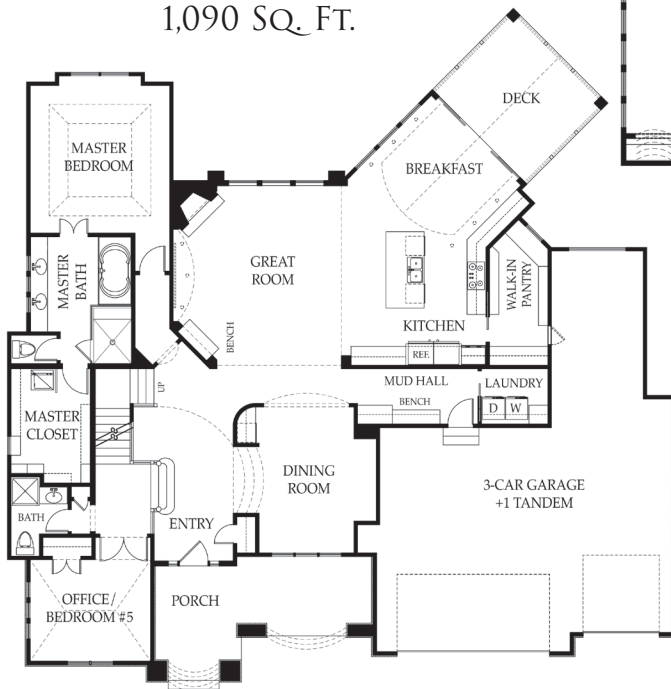 1,090 Sq. Ft.
DECK
MASTER
BEDROOM
BREAKFAST
GREAT
ROOM
MASTER
BATH
WALK-IN
PANTRY
KITCHEN
BENCH
REF.
UP
MUD HALL
BENCH
LAUNDRY
D W
MASTER
CLOSET
DINING
ROOM
3-CAR GARAGE
+1 TANDEM
BATH
ENTRY
OFFICE/
BEDROOM #5
PORCH